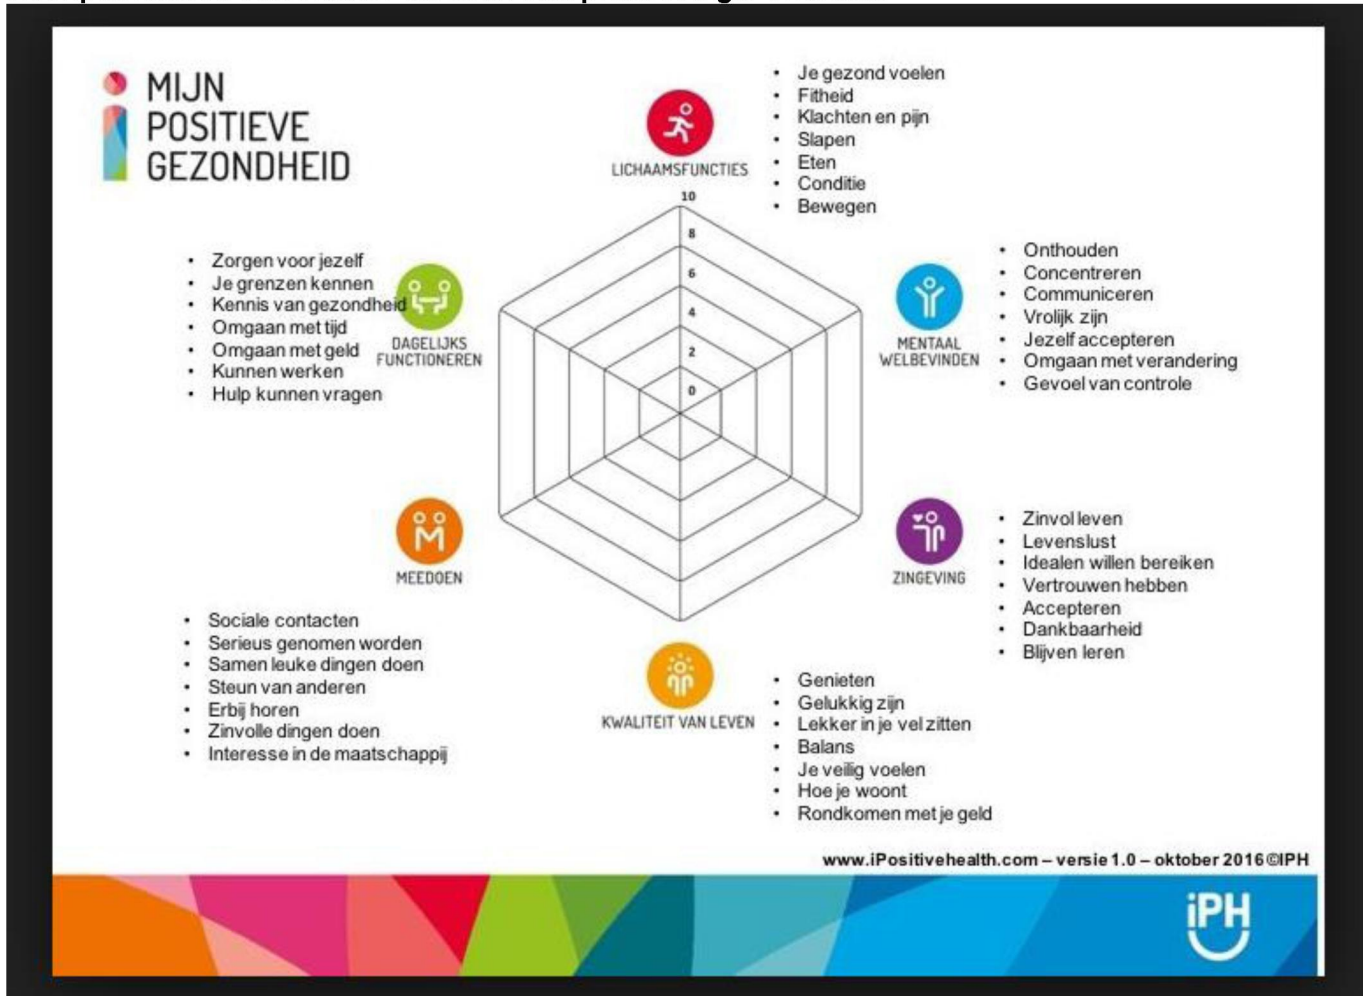 MIJN
POSITIEVE
GEZONDHEID
LICHAAMSFUNCTIES
• Je gezond voelen
• Fitheid
• Klachten en pijn
• Slapen
• Eten
• Conditie
• Bewegen
10
8
6
4
2
0
MENTAAL
WELBEVINDEN
• Onthouden
• Concentreren
• Communiceren
• Vrolijk zijn
• Jezelf accepteren
• Omgaan met verandering
• Gevoel van controle
ZINGEVING
• Zinvol leven
• Levenslust
• Idealen willen bereiken
• Vertrouwen hebben
• Accepteren
• Dankbaarheid
• Blijven leren
KWALITEIT VAN LEVEN
• Genieten
• Gelukkig zijn
• Lekker in je vel zitten
• Balans
• Je veilig voelen
• Hoe je woont
• Rondkomen met je geld
MEEDOEN
• Sociale contacten
• Serieus genomen worden
• Samen leuke dingen doen
• Steun van anderen
• Erbij horen
• Zinvolle dingen doen
• Interesse in de maatschappij
DAGELIJKS
FUNCTIONEREN
• Zorgen voor jezelf
• Je grenzen kennen
• Kennis van gezondheid
• Omgaan met tijd
• Omgaan met geld
• Kunnen werken
• Hulp kunnen vragen
www.iPositivehealth.com – versie 1.0 – oktober 2016 ©IPH
iPH